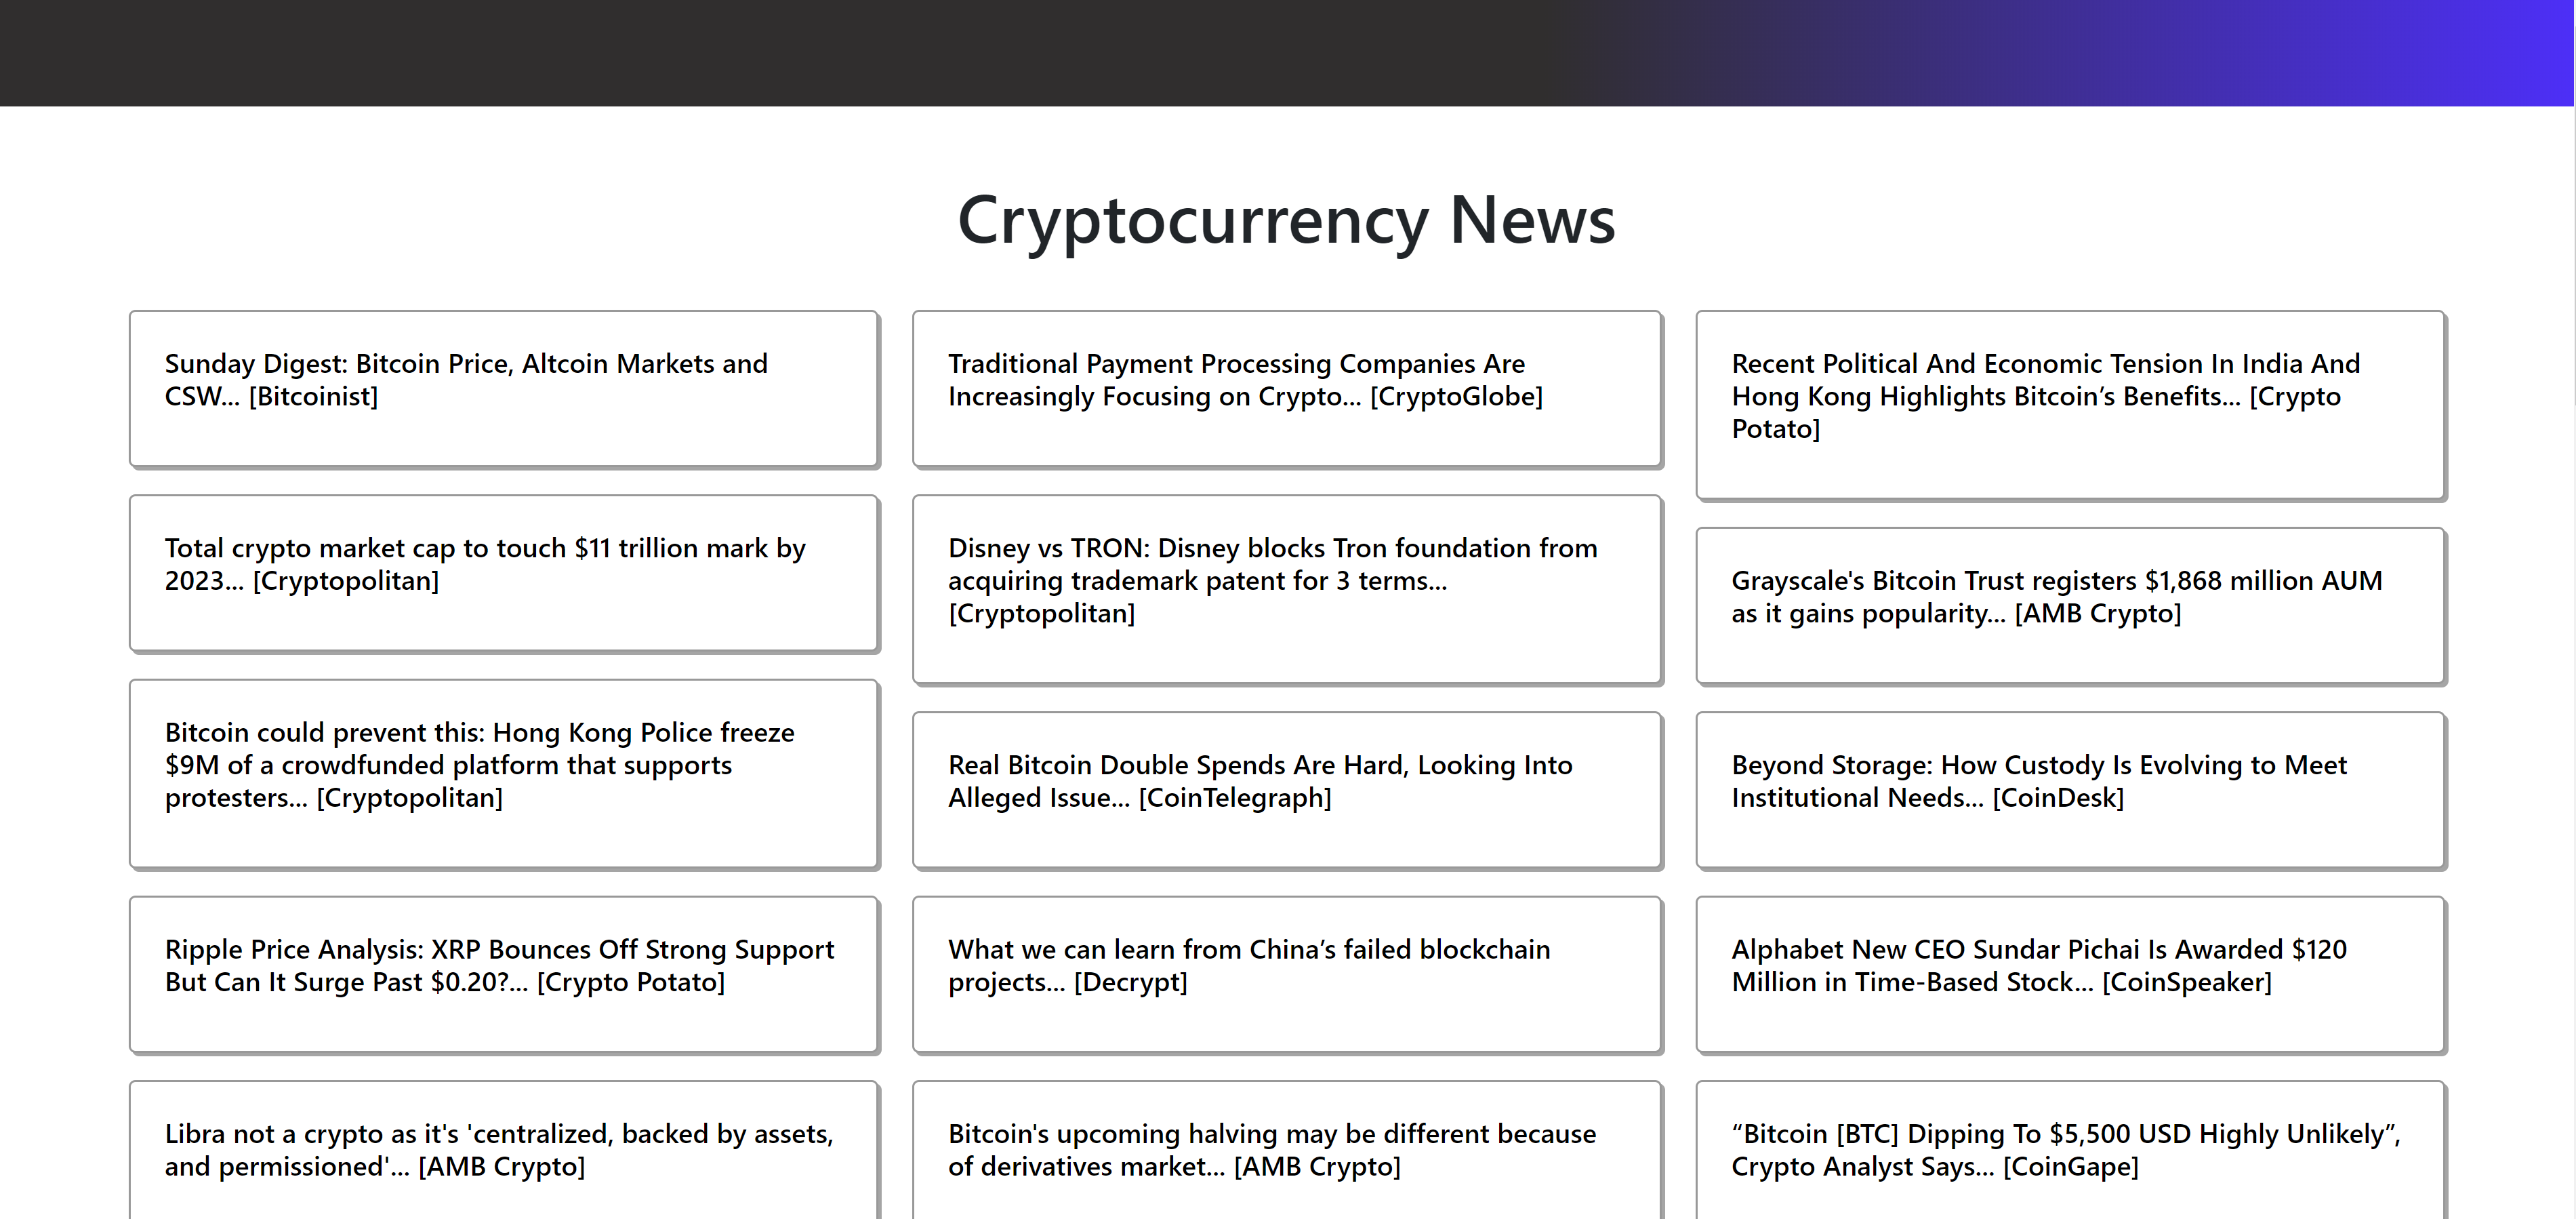 Cryptocurrency News
Sunday Digest: Bitcoin Price, Altcoin Markets and
CSW... [Bitcoinist]
Total crypto market cap to touch $11 trillion mark by
2023... [Cryptopolitan]
Bitcoin could prevent this: Hong Kong Police freeze
$9M of a crowdfunded platform that supports
protesters... [Cryptopolitan]
Ripple Price Analysis: XRP Bounces Off Strong Support
But Can It Surge Past $0.20?... [Crypto Potato]
Libra not a crypto as it's 'centralized, backed by assets,
and permissioned'... [AMB Crypto]
Traditional Payment Processing Companies Are
Increasingly Focusing on Crypto... [CryptoGlobe]
Disney vs TRON: Disney blocks Tron foundation from
acquiring trademark patent for 3 terms...
[Cryptopolitan]
Real Bitcoin Double Spends Are Hard, Looking Into
Alleged Issue... [CoinTelegraph]
What we can learn from China’s failed blockchain
projects... [Decrypt]
Bitcoin's upcoming halving may be different because
of derivatives market... [AMB Crypto]
Recent Political And Economic Tension In India And
Hong Kong Highlights Bitcoin’s Benefits... [Crypto
Potato]
Grayscale's Bitcoin Trust registers $1,868 million AUM
as it gains popularity... [AMB Crypto]
Beyond Storage: How Custody Is Evolving to Meet
Institutional Needs... [CoinDesk]
Alphabet New CEO Sundar Pichai Is Awarded $120
Million in Time-Based Stock... [CoinSpeaker]
“Bitcoin [BTC] Dipping To $5,500 USD Highly Unlikely”,
Crypto Analyst Says... [CoinGape]